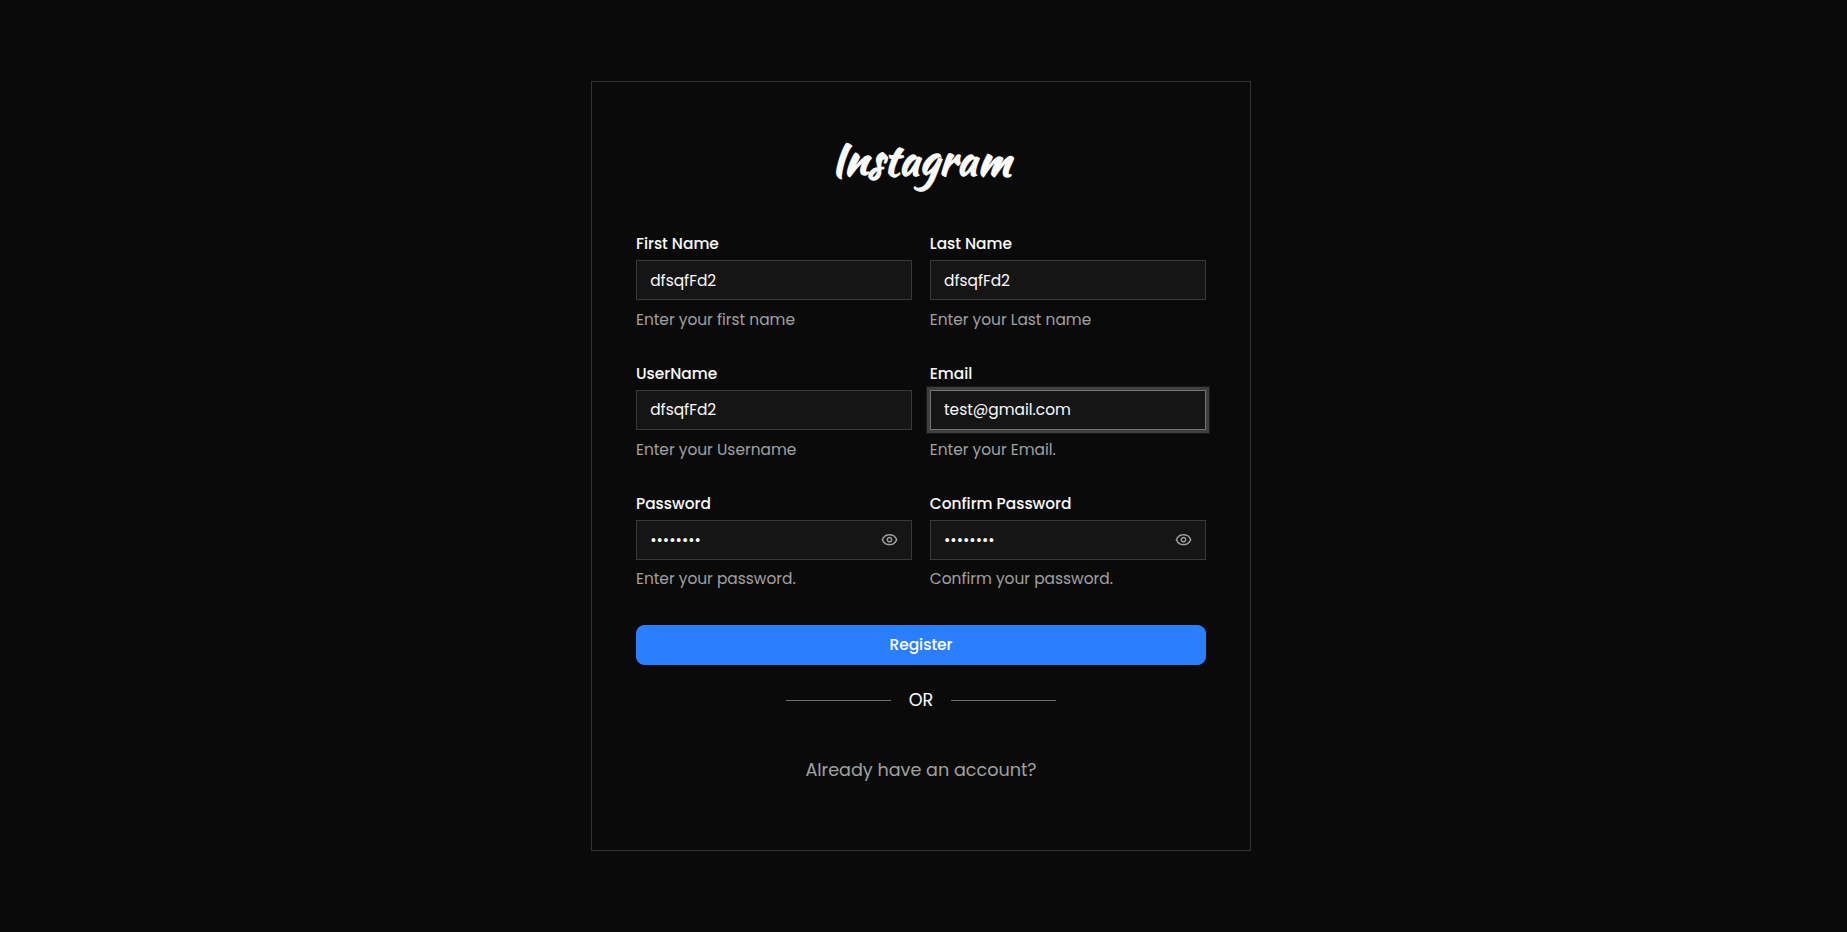 Instagram
First Name
Last Name
dfsqfFd2
dfsqfFd2
Enter your first name
Enter your Last name
UserName
Email
dfsqfFd2
test@gmail.com
Enter your Username
Enter your Email.
Password
Confirm Password
••••••••
••••••••
Enter your password.
Confirm your password.
Register
OR
Already have an account?